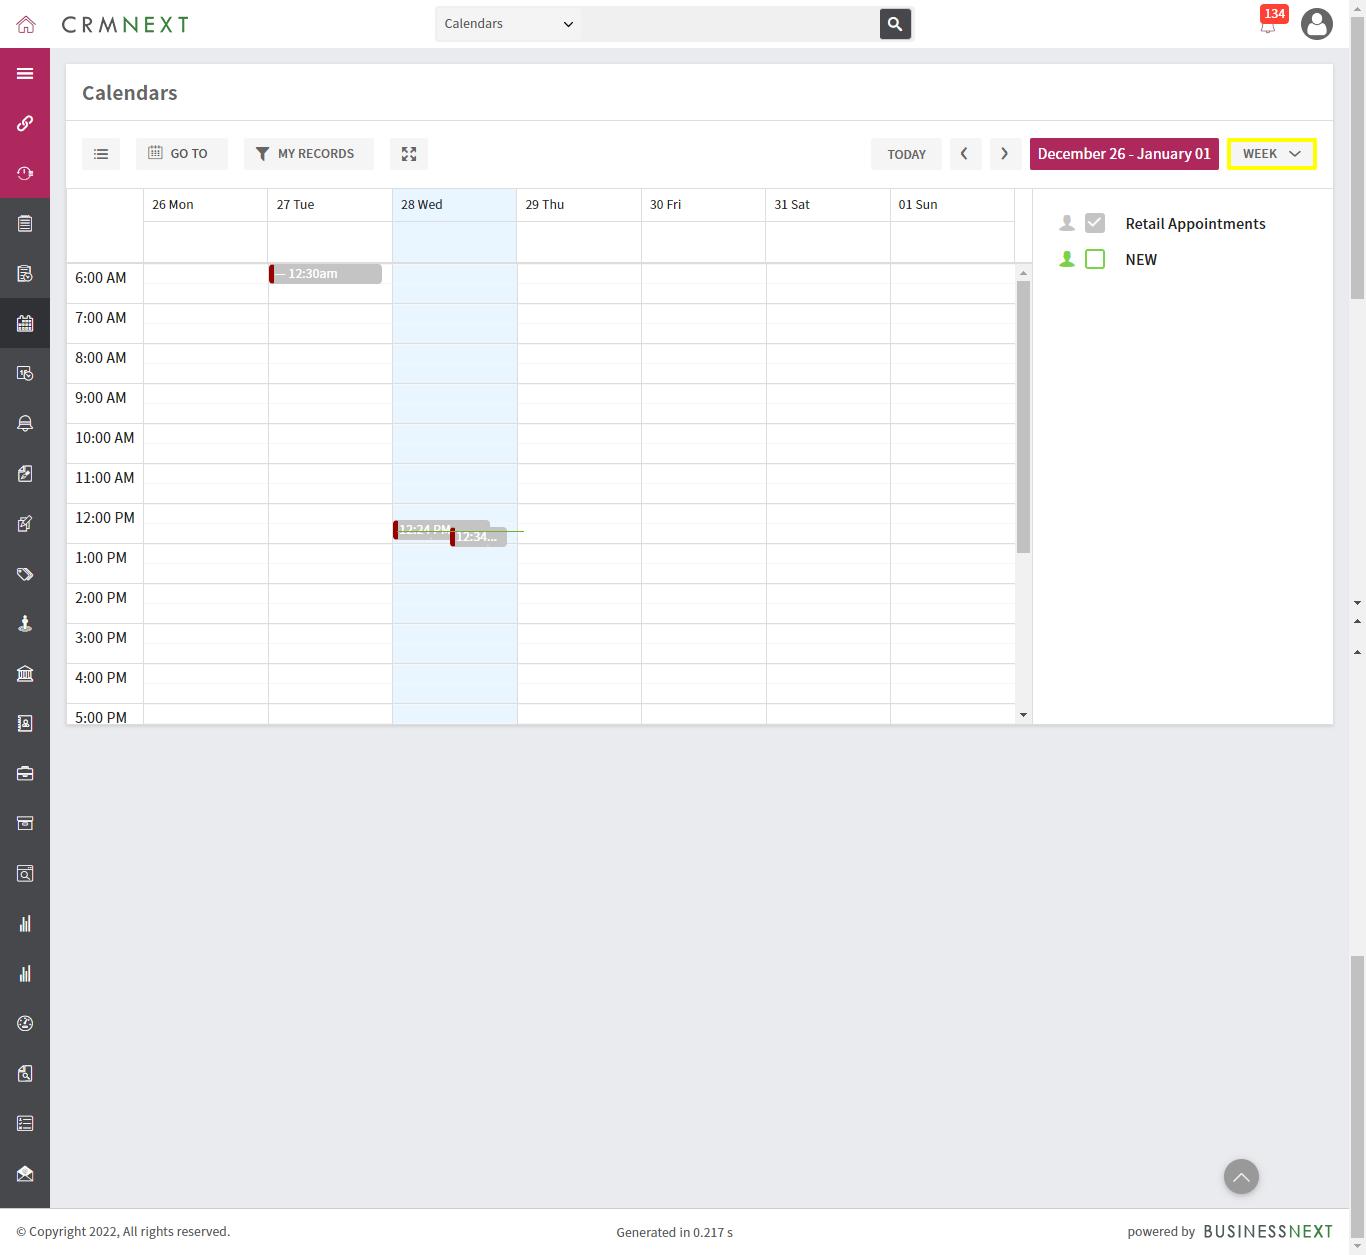 CRMNEXT
Calendars
134
Calendars
GO TO
MY RECORDS
TODAY
December 26 - January 01
WEEK
26 Mon
27 Tue
28 Wed
29 Thu
30 Fri
31 Sat
01 Sun
Retail Appointments
NEW
6:00 AM
— 12:30am
7:00 AM
8:00 AM
9:00 AM
10:00 AM
11:00 AM
12:00 PM
12:24 PM
12:34...
1:00 PM
2:00 PM
3:00 PM
4:00 PM
5:00 PM
© Copyright 2022, All rights reserved.
Generated in 0.217 s
powered by BUSINESSNEXT